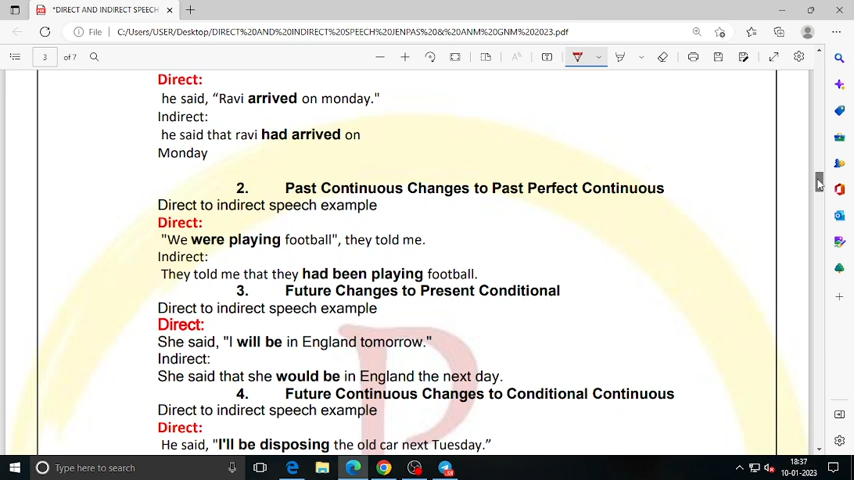 *DIRECT AND INDIRECT SPEECH
File
C:/Users/USER/Desktop/DIRECT%20AND%20INDIRECT%20SPEECH%20JENPAS%20&%20ANM%20GNM%202023.pdf
3 of 7
Direct:
he said, “Ravi arrived on monday."
Indirect:
he said that ravi had arrived on
Monday
2. Past Continuous Changes to Past Perfect Continuous
Direct to indirect speech example
Direct:
"We were playing football", they told me.
Indirect:
They told me that they had been playing football.
3. Future Changes to Present Conditional
Direct to indirect speech example
Direct:
She said, "I will be in England tomorrow."
Indirect:
She said that she would be in England the next day.
4. Future Continuous Changes to Conditional Continuous
Direct to indirect speech example
Direct:
He said, "I'll be disposing the old car next Tuesday.”
Type here to search
18:37
10-01-2023